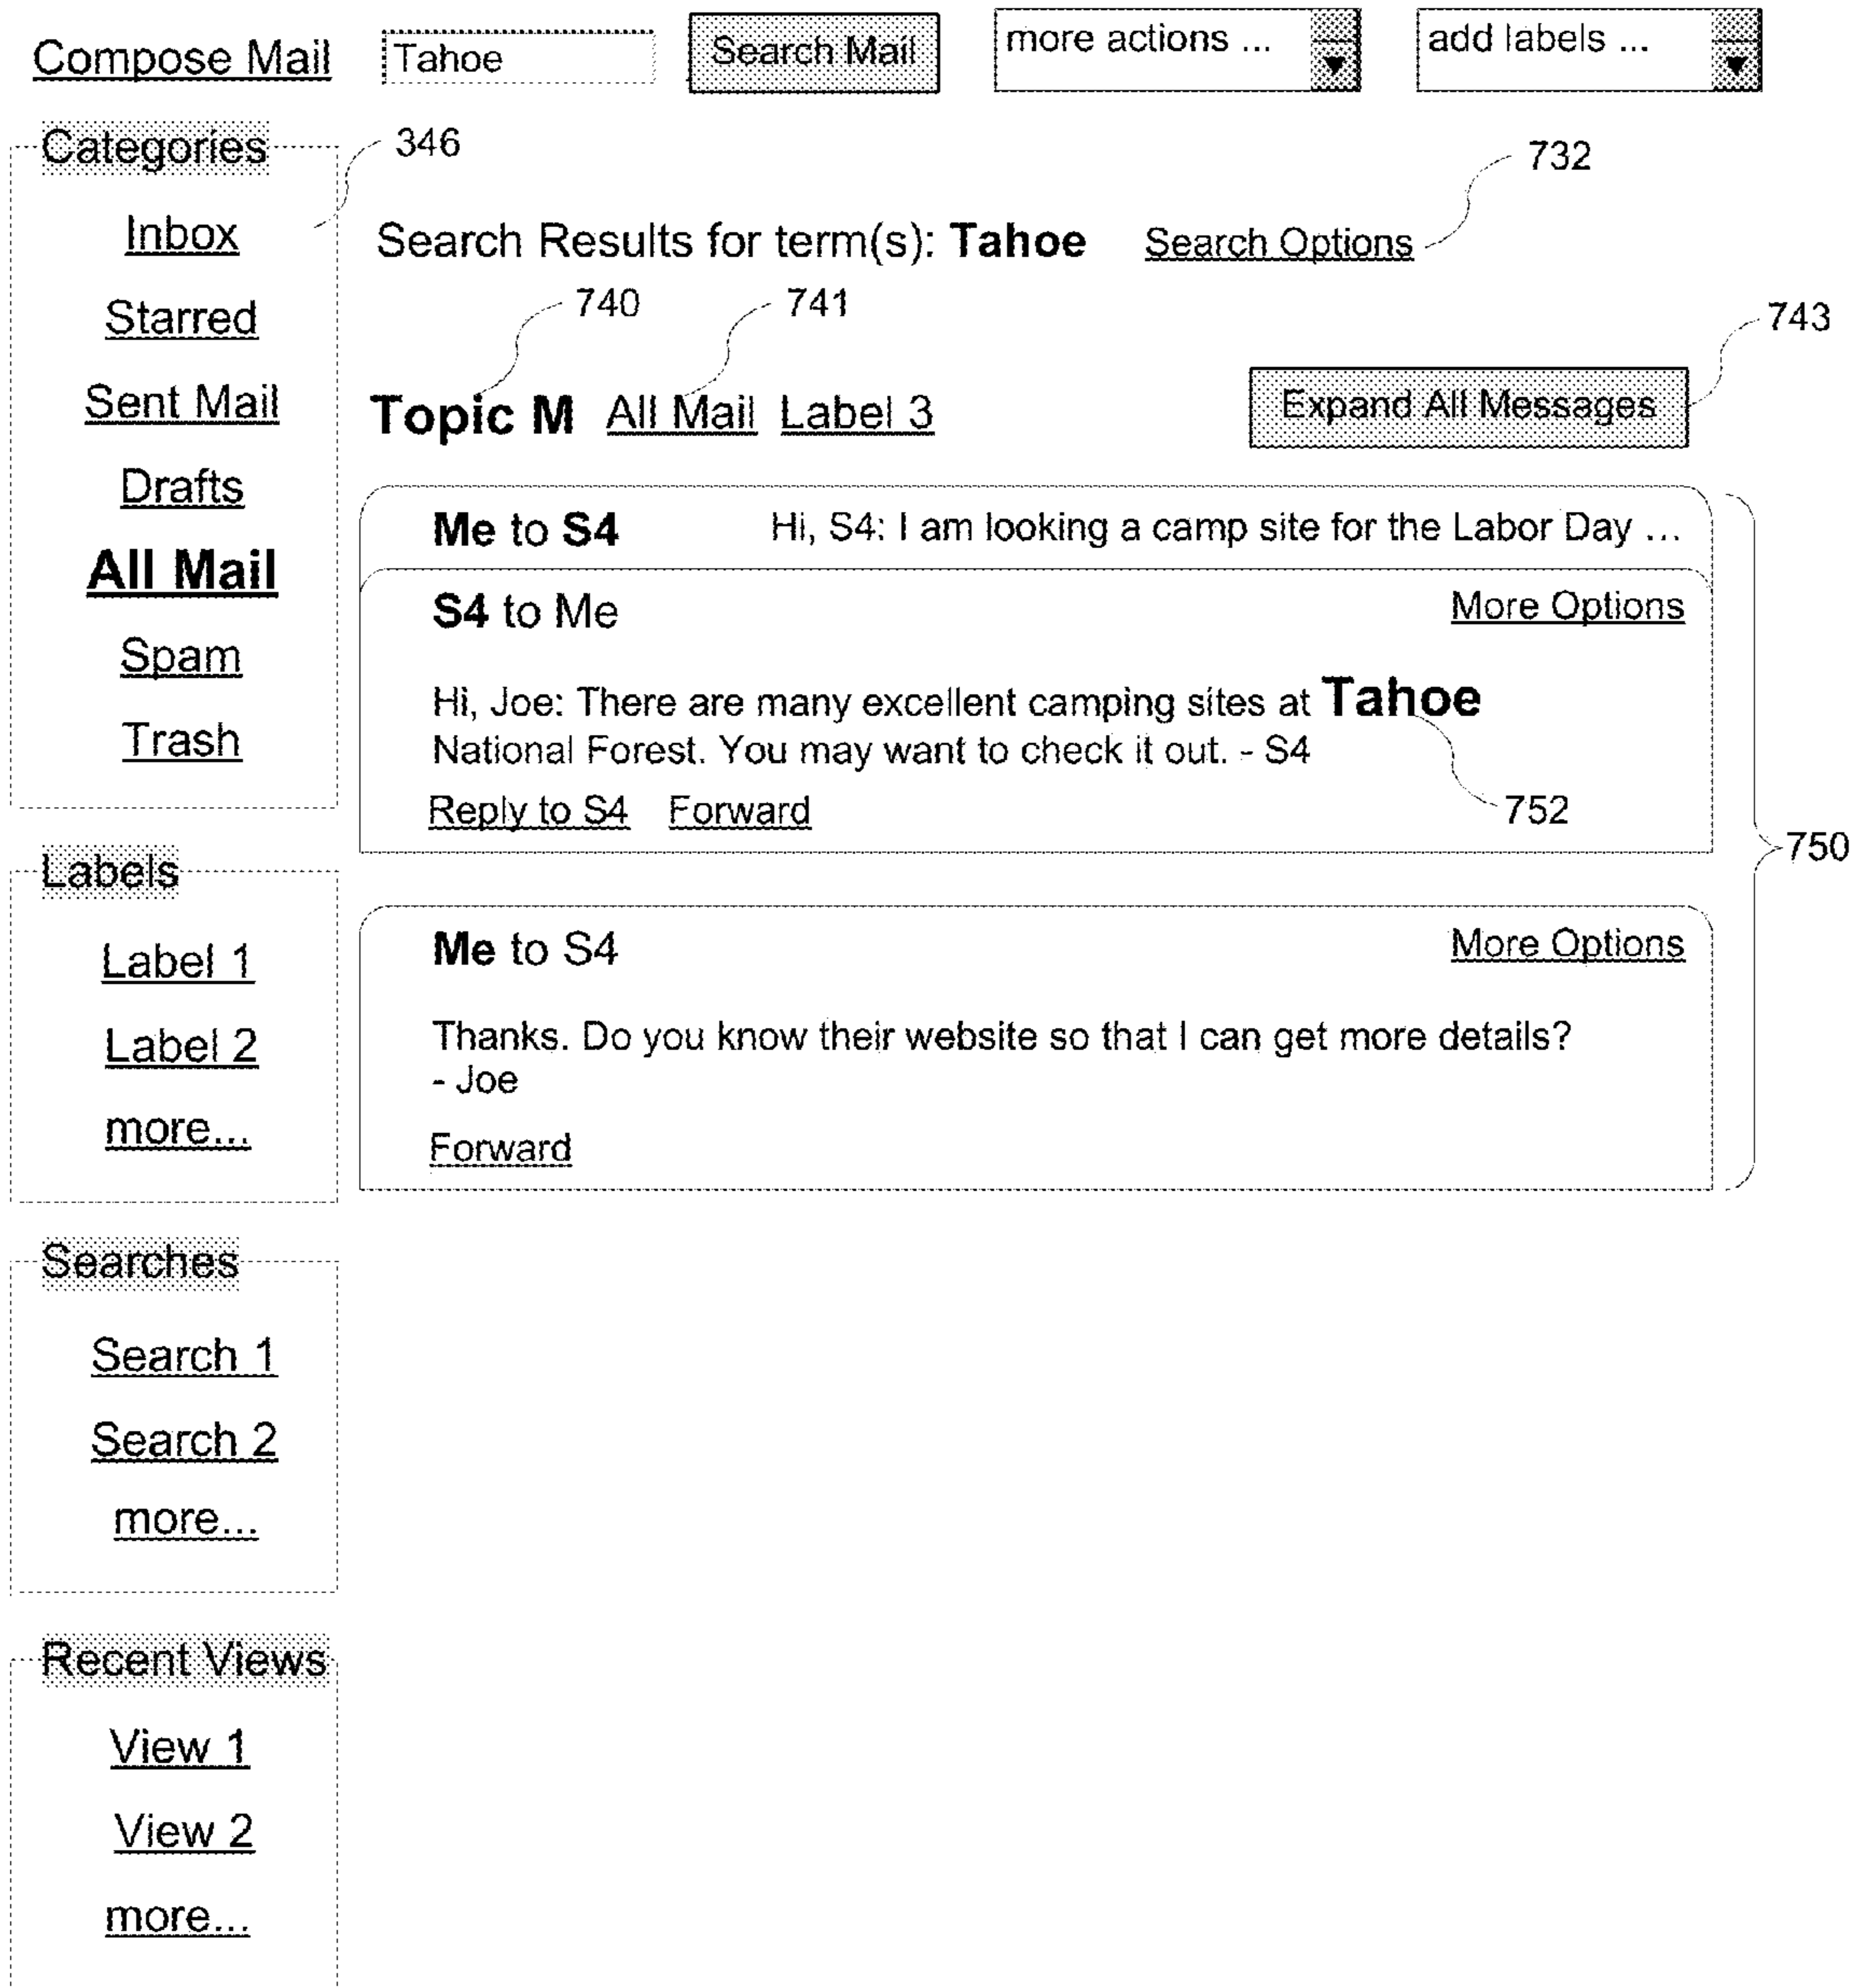 Compose Mail Tahoe Search Mail more actions ... add labels ...
Categories
346
Inbox
Starred
Sent Mail
Drafts
All Mail
Spam
Trash
Labels
Label 1
Label 2
more...
Searches
Search 1
Search 2
more...
Recent Views
View 1
View 2
more...
732
Search Results for term(s): Tahoe Search Options
740 741
743
Topic M All Mail Label 3 Expand All Messages
Me to S4 Hi, S4: I am looking a camp site for the Labor Day ...
S4 to Me More Options
Hi, Joe: There are many excellent camping sites at Tahoe
National Forest. You may want to check it out. - S4
Reply to S4 Forward 752
750
Me to S4 More Options
Thanks. Do you know their website so that I can get more details?
- Joe
Forward